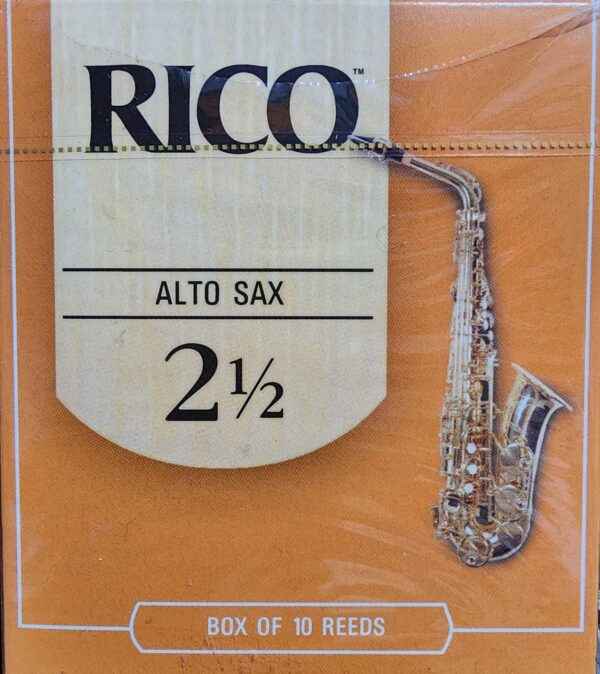 RICO™
ALTO SAX
2½
BOX OF 10 REEDS